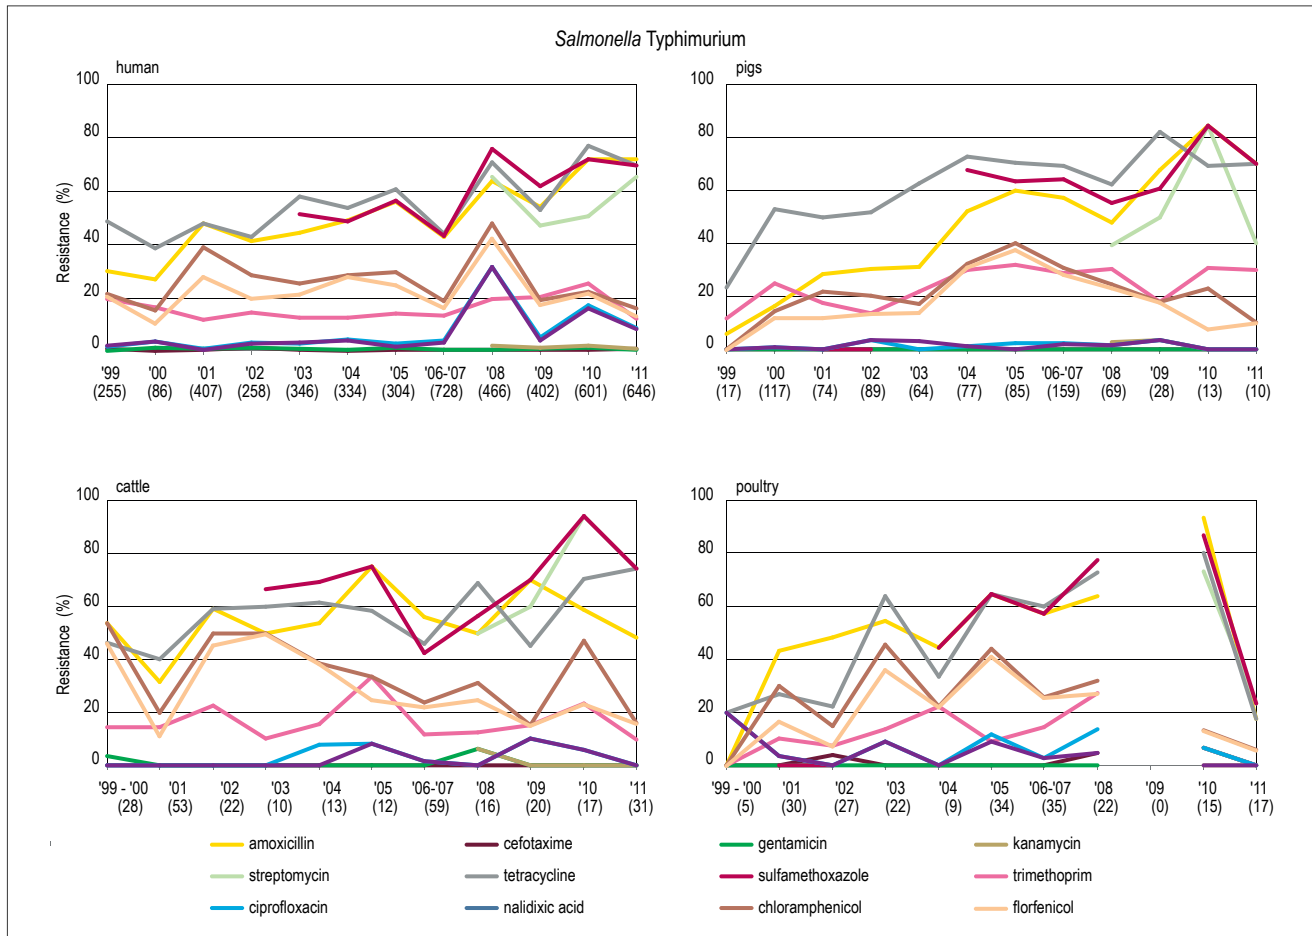 Salmonella Typhimurium
human
100
80
60
40
20
0
Resistance (%)
'99 '00 '01 '02 '03 '04 '05 '06-'07 '08 '09 '10 '11
(255) (86) (407) (258) (346) (334) (304) (728) (466) (402) (601) (646)
pigs
100
80
60
40
20
0
'99 '00 '01 '02 '03 '04 '05 '06-'07 '08 '09 '10 '11
(17) (117) (74) (89) (64) (77) (85) (159) (69) (28) (13) (10)
cattle
100
80
60
40
20
0
Resistance (%)
'99 - '00 '01 '02 '03 '04 '05 '06-'07 '08 '09 '10 '11
(28) (53) (22) (10) (13) (12) (59) (16) (20) (17) (31)
poultry
100
80
60
40
20
0
'99 - '00 '01 '02 '03 '04 '05 '06-'07 '08 '09 '10 '11
(5) (30) (27) (22) (9) (34) (35) (22) (0) (15) (17)
amoxicillin cefotaxime gentamicin kanamycin
streptomycin tetracycline sulfamethoxazole trimethoprim
ciprofloxacin nalidixic acid chloramphenicol florfenicol